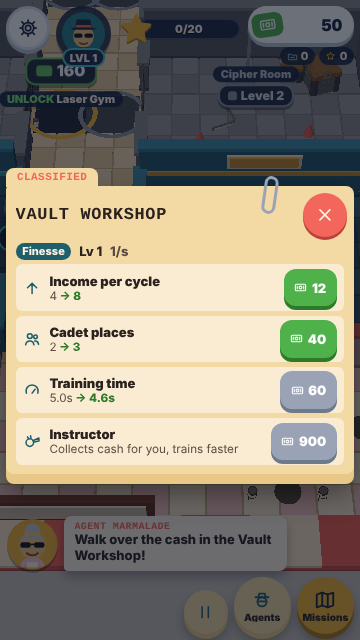 0/20
50
LVL 1
160
0
0
Cipher Room
UNLOCK Laser Gym
Level 2
CLASSIFIED
VAULT WORKSHOP
Finesse Lv 1 1/s
Income per cycle
4 → 8
12
Cadet places
2 → 3
40
Training time
5.0s → 4.6s
60
Instructor
Collects cash for you, trains faster
900
AGENT MARMALADE
Walk over the cash in the Vault
Workshop!
Agents
Missions